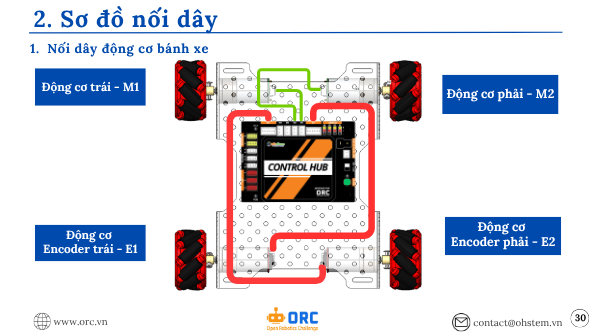 2. Sơ đồ nối dây
1. Nối dây động cơ bánh xe
Động cơ trái - M1
Động cơ phải - M2
CONTROL HUB
ORC
Động cơ
Encoder trái - E1
Động cơ
Encoder phải - E2
www.orc.vn
ORC
Open Robotics Challenge
contact@ohstem.vn
30